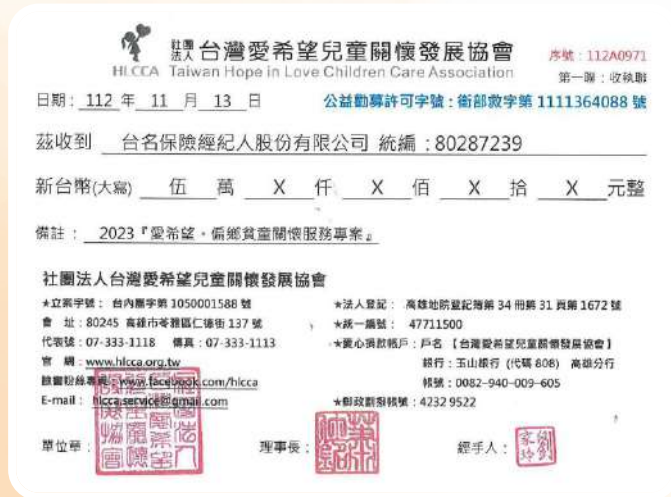 HLCCA
社團法人 台灣愛希望兒童關懷發展協會
Taiwan Hope in Love Children Care Association
序號：112A0971
第一聯：收執聯
日期：112 年 11 月 13 日
公益勸募許可字號：衛部救字第 1111364088 號
茲收到 台名保險經紀人股份有限公司 統編：80287239
新台幣(大寫) 伍 萬 X 仟 X 佰 X 拾 X 元整
備註：2023『愛希望・偏鄉貧童關懷服務專案』
社團法人台灣愛希望兒童關懷發展協會
★立案字號：台內團字第 1050001588 號
會 址：80245 高雄市苓雅區仁德街 137 號
代表號：07-333-1118 傳真：07-333-1113
官 網：www.hlcca.org.tw
臉書粉絲專頁：www.facebook.com/hlcca
E-mail：hlcca.service@gmail.com
★法人登記：高雄地院登記簿第 34 冊第 31 頁第 1672 號
★統一編號：47711500
★愛心捐款帳戶：戶名【台灣愛希望兒童關懷發展協會】
銀行：玉山銀行 (代碼 808) 高雄分行
帳號：0082-940-009-605
★郵政劃撥帳號：4232 9522
單位章：
理事長：
經手人：
劉家玲